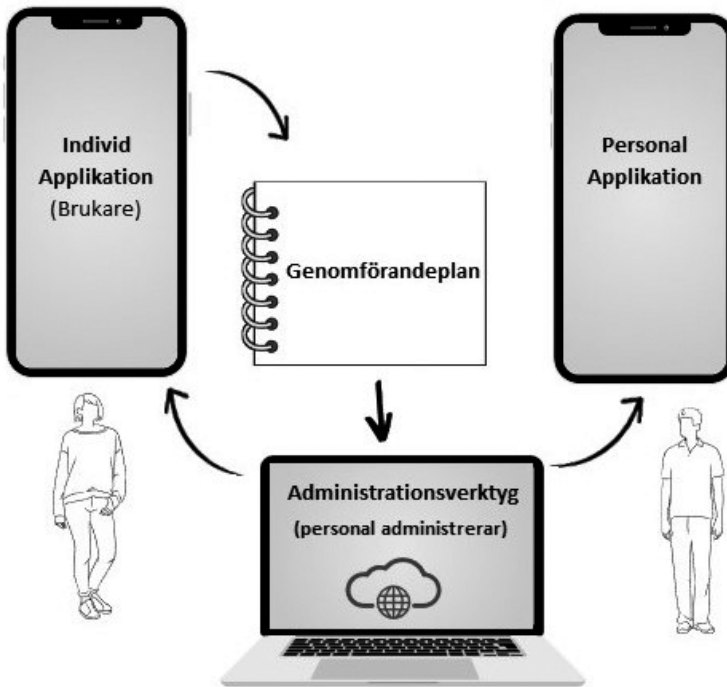 Individ
Applikation
(Brukare)
Personal
Applikation
Genomförandeplan
Administrationsverktyg
(personal administrerar)